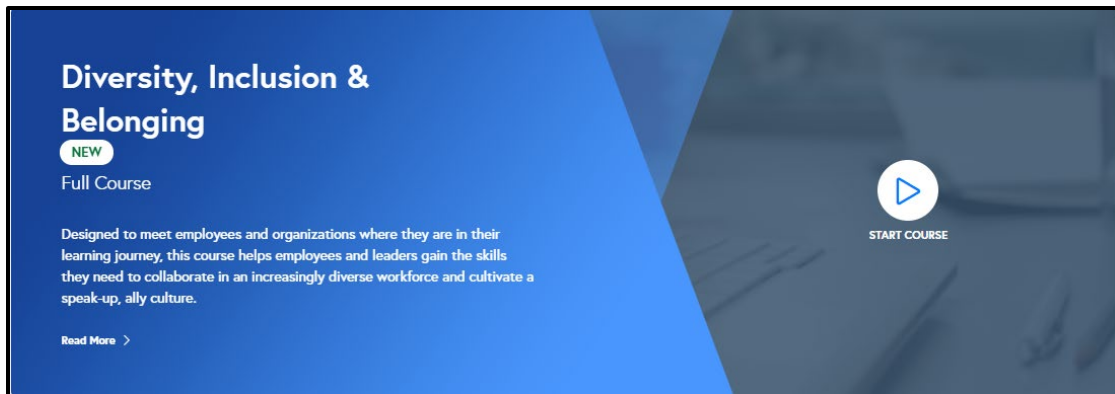 Diversity, Inclusion &
Belonging
NEW
Full Course
Designed to meet employees and organizations where they are in their
learning journey, this course helps employees and leaders gain the skills
they need to collaborate in an increasingly diverse workforce and cultivate a
speak-up, ally culture.
Read More >
START COURSE